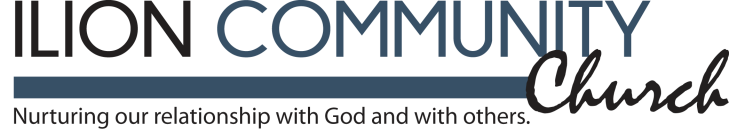 ILION COMMUNITY
Church
Nurturing our relationship with God and with others.